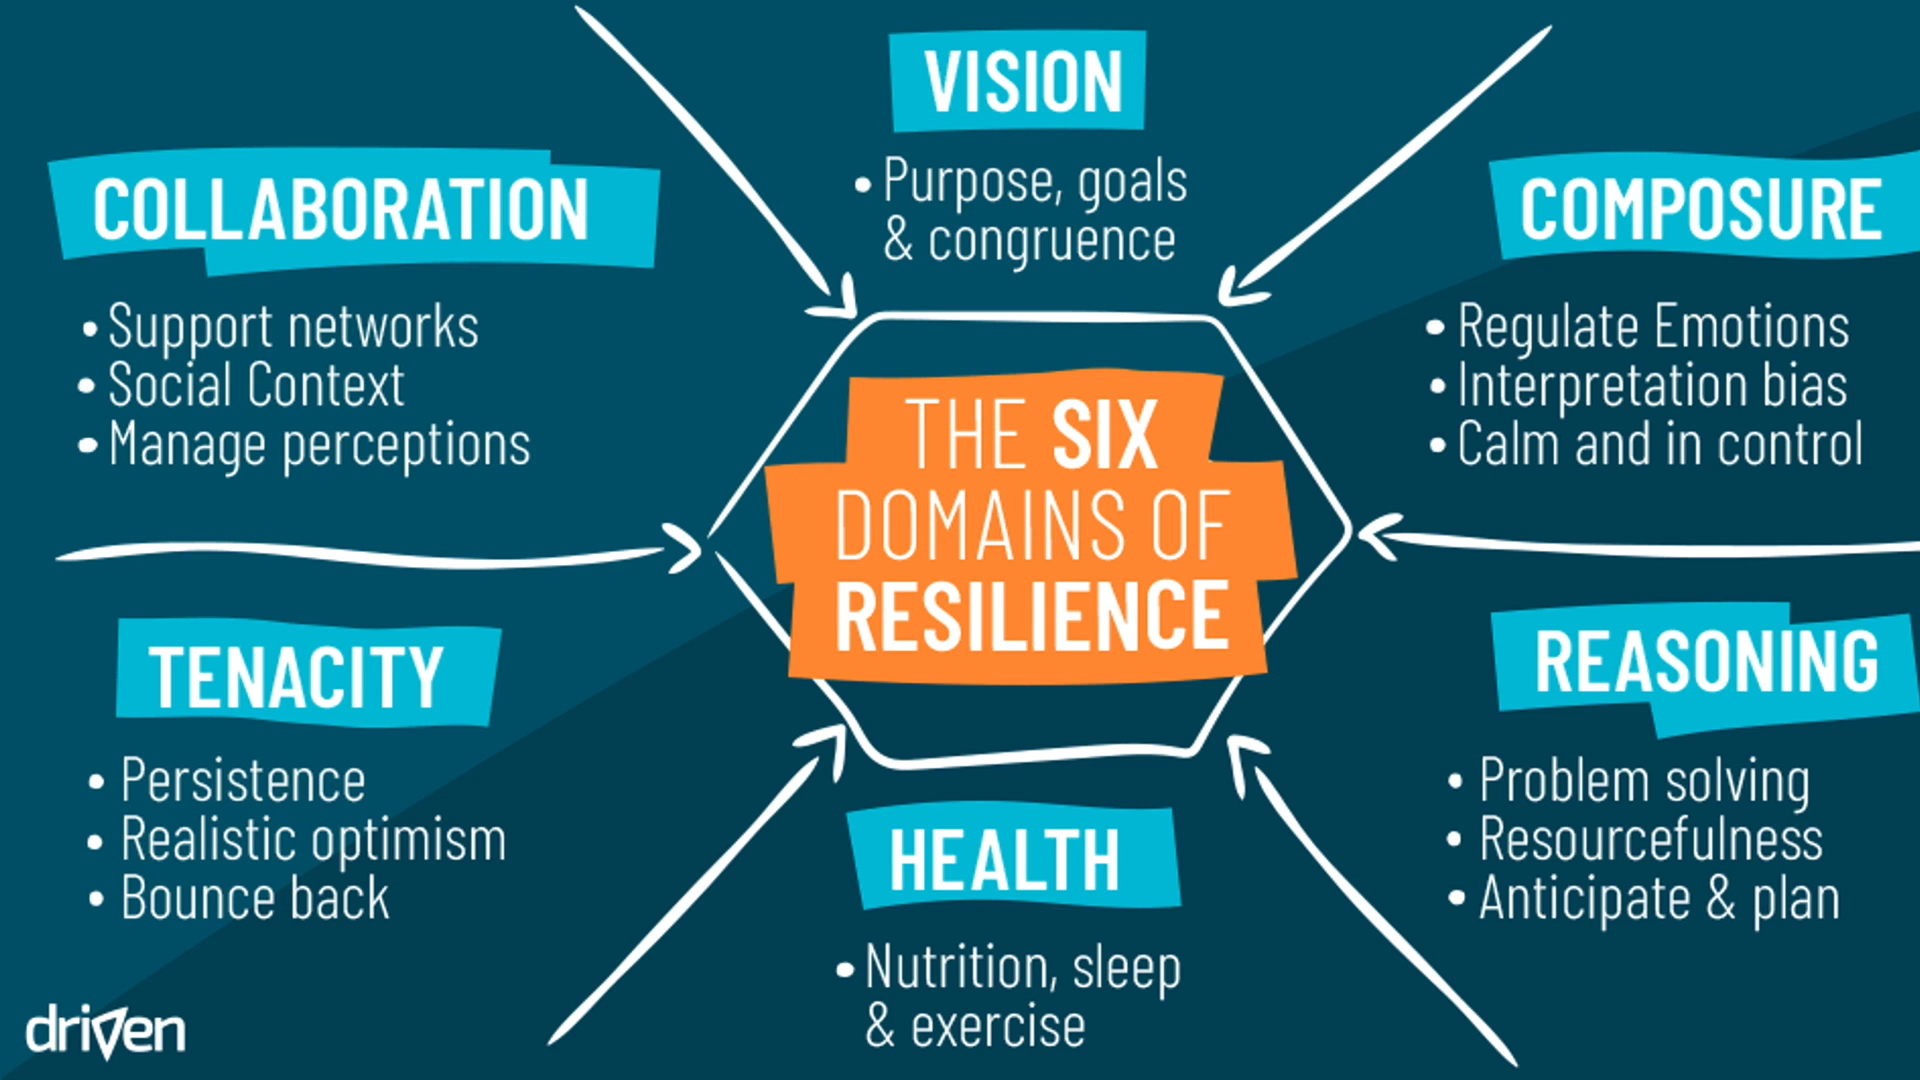 VISION
• Purpose, goals
& congruence
COLLABORATION
• Support networks
• Social Context
• Manage perceptions
COMPOSURE
• Regulate Emotions
• Interpretation bias
• Calm and in control
THE SIX
DOMAINS OF
RESILIENCE
TENACITY
• Persistence
• Realistic optimism
• Bounce back
REASONING
• Problem solving
• Resourcefulness
• Anticipate & plan
HEALTH
• Nutrition, sleep
& exercise
driven